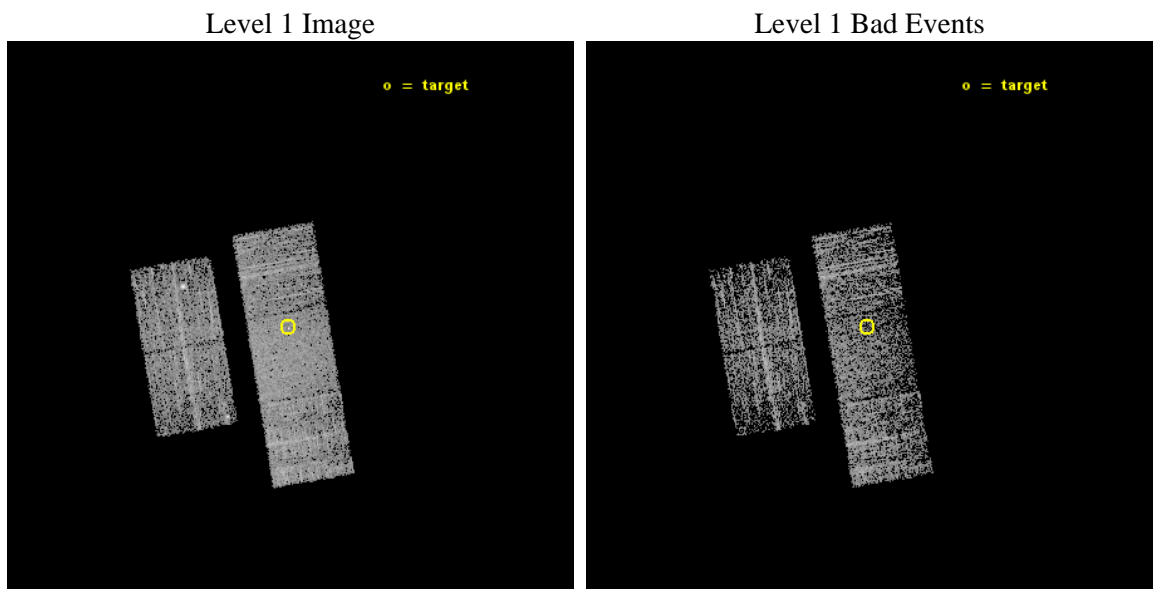 Level 1 Image
Level 1 Bad Events
o = target
o = target